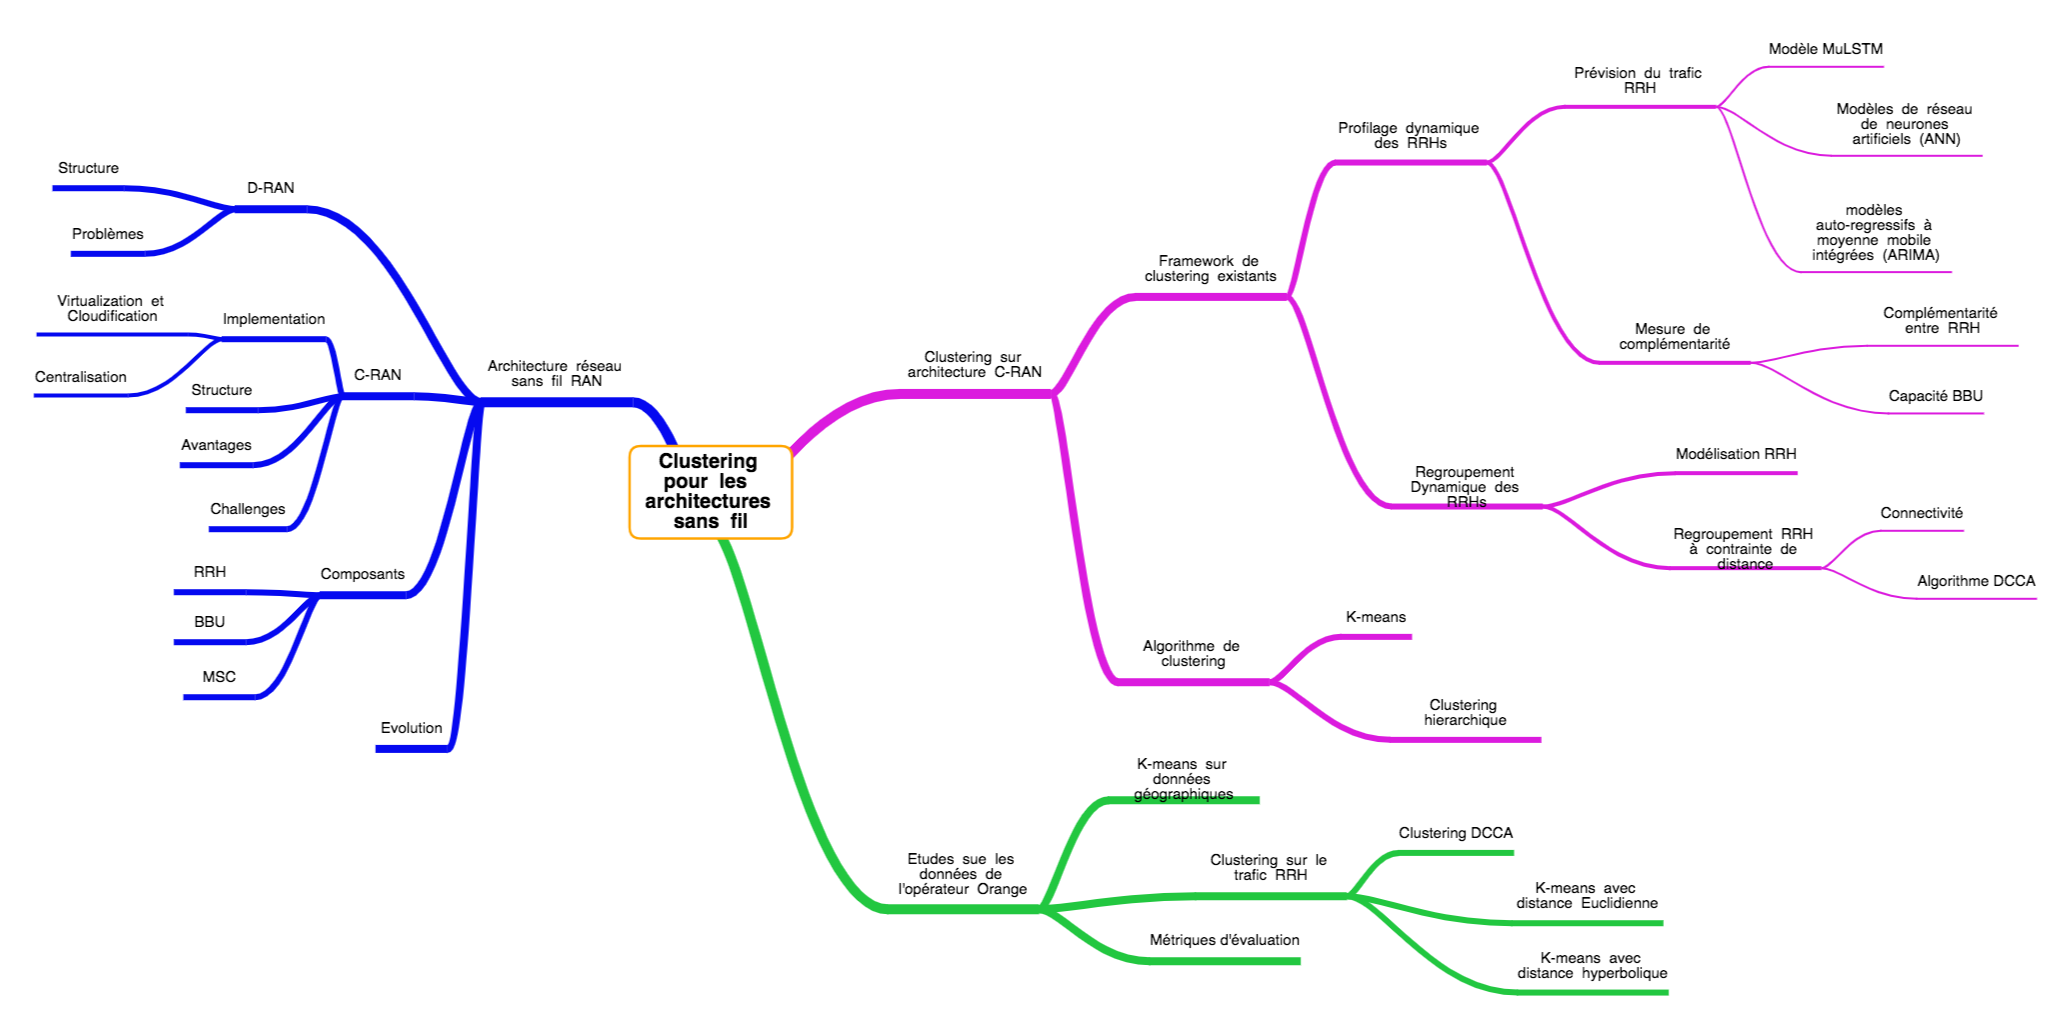 Clustering
pour les
architectures
sans fil
Architecture réseau
sans fil RAN
D-RAN
Structure
Problèmes
C-RAN
Implementation
Virtualization et
Cloudification
Centralisation
Structure
Avantages
Challenges
Composants
RRH
BBU
MSC
Evolution
Clustering sur
architecture C-RAN
Framework de
clustering existants
Profilage dynamique
des RRHs
Prévision du trafic
RRH
Modèle MuLSTM
Modèles de réseau
de neurones
artificiels (ANN)
modèles
auto-regressifs à
moyenne mobile
intégrées (ARIMA)
Mesure de
complémentarité
Complémentarité
entre RRH
Capacité BBU
Regroupement
Dynamique des
RRHs
Modélisation RRH
Regroupement RRH
à contrainte de
distance
Connectivité
Algorithme DCCA
Algorithme de
clustering
K-means
Clustering
hierarchique
Etudes sue les
données de
l'opérateur Orange
K-means sur
données
géographiques
Clustering sur le
trafic RRH
Clustering DCCA
K-means avec
distance Euclidienne
K-means avec
distance hyperbolique
Métriques d'évaluation